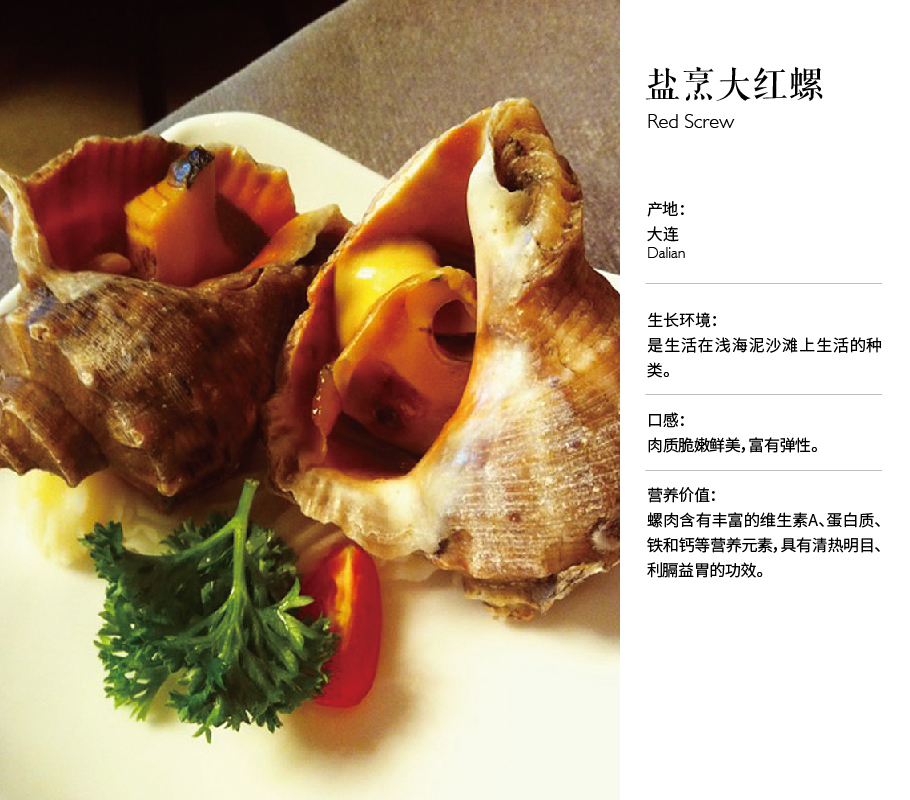 盐烹大红螺
Red Screw
产地：
大连
Dalian
生长环境：
是生活在浅海泥沙滩上生活的种
类。
口感：
肉质脆嫩鲜美，富有弹性。
营养价值：
螺肉含有丰富的维生素A、蛋白质、
铁和钙等营养元素，具有清热明目、
利膈益胃的功效。